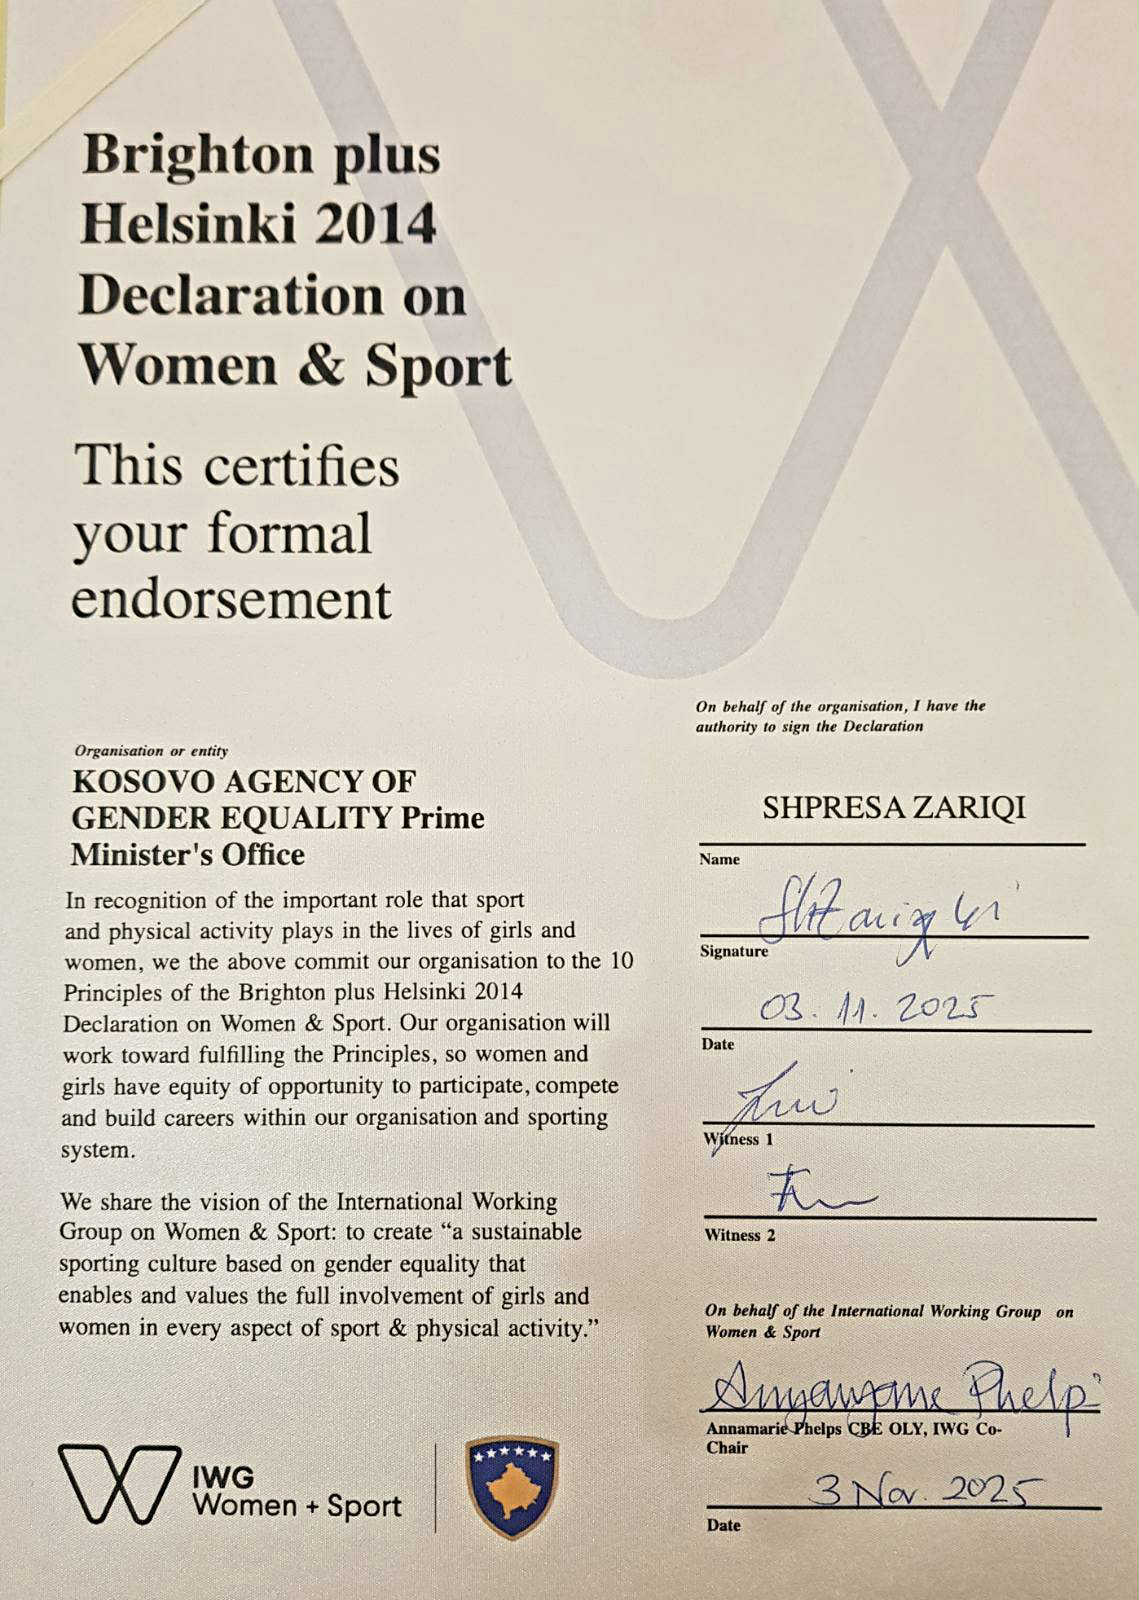 Brighton plus
Helsinki 2014
Declaration on
Women & Sport
This certifies
your formal
endorsement
Organisation or entity
KOSOVO AGENCY OF
GENDER EQUALITY Prime
Minister's Office
In recognition of the important role that sport
and physical activity plays in the lives of girls and
women, we the above commit our organisation to the 10
Principles of the Brighton plus Helsinki 2014
Declaration on Women & Sport. Our organisation will
work toward fulfilling the Principles, so women and
girls have equity of opportunity to participate, compete
and build careers within our organisation and sporting
system.
We share the vision of the International Working
Group on Women & Sport: to create “a sustainable
sporting culture based on gender equality that
enables and values the full involvement of girls and
women in every aspect of sport & physical activity.”
IWG
Women + Sport
On behalf of the organisation, I have the
authority to sign the Declaration
SHPRESA ZARIQI
Name
Signature
03. 11. 2025
Date
Witness 1
Witness 2
On behalf of the International Working Group on
Women & Sport
Annamarie Phelps
Annamarie Phelps CBE OLY, IWG Co-
Chair
3 Nov. 2025
Date